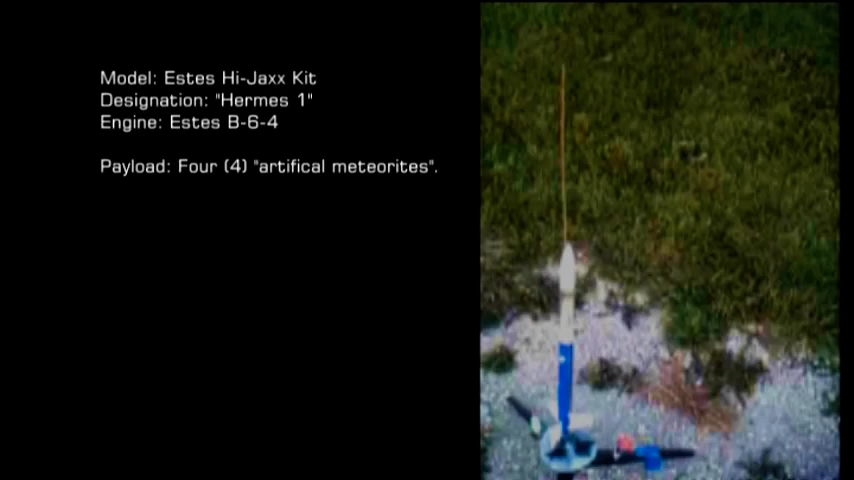 Model: Estes Hi-Jaxx Kit
Designation: "Hermes 1"
Engine: Estes B-6-4
Payload: Four (4) "artifical meteorites".